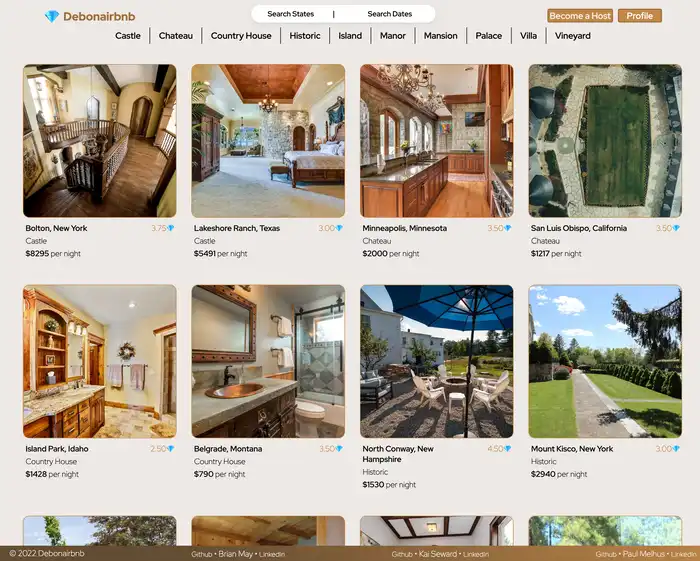 Debonairbnb
Search States | Search Dates
Become a Host
Profile
Castle
Chateau
Country House
Historic
Island
Manor
Mansion
Palace
Villa
Vineyard
Bolton, New York 3.75
Castle
$8295 per night
Lakeshore Ranch, Texas 3.00
Castle
$5491 per night
Minneapolis, Minnesota 3.50
Chateau
$2000 per night
San Luis Obispo, California 3.50
Chateau
$1217 per night
Island Park, Idaho 2.50
Country House
$1428 per night
Belgrade, Montana 3.50
Country House
$790 per night
North Conway, New 4.50
Hampshire
Historic
$1530 per night
Mount Kisco, New York 3.00
Historic
$2940 per night
© 2022 Debonairbnb
Github • Brian May • LinkedIn
Github • Kai Seward • LinkedIn
Github • Paul Melhus • LinkedIn